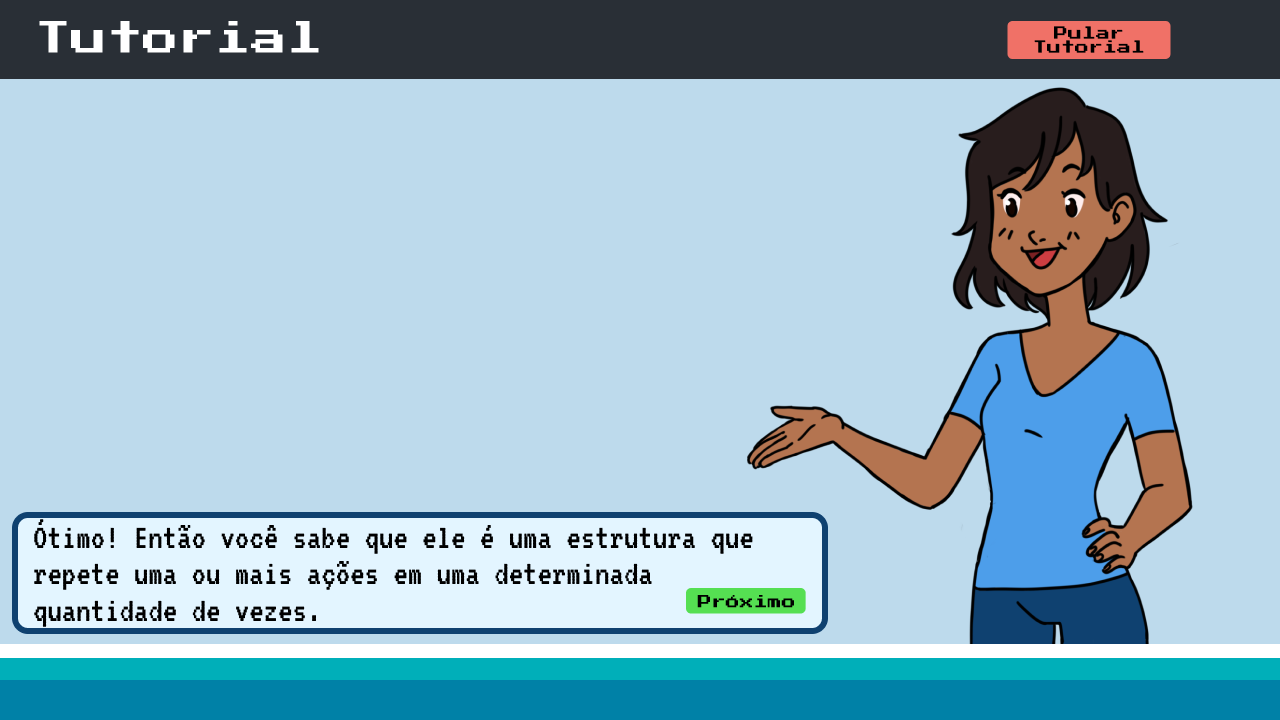 Tutorial
Pular
Tutorial
Ótimo! Então você sabe que ele é uma estrutura que
repete uma ou mais ações em uma determinada
quantidade de vezes.
Próximo